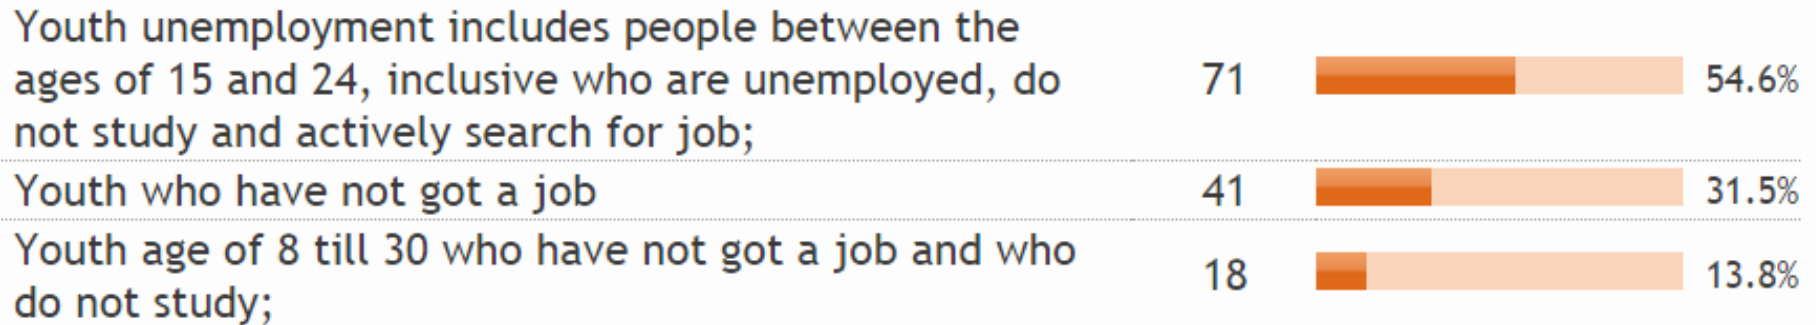 Youth unemployment includes people between the
ages of 15 and 24, inclusive who are unemployed, do
not study and actively search for job;
71
54.6%
Youth who have not got a job
41
31.5%
Youth age of 8 till 30 who have not got a job and who
do not study;
18
13.8%